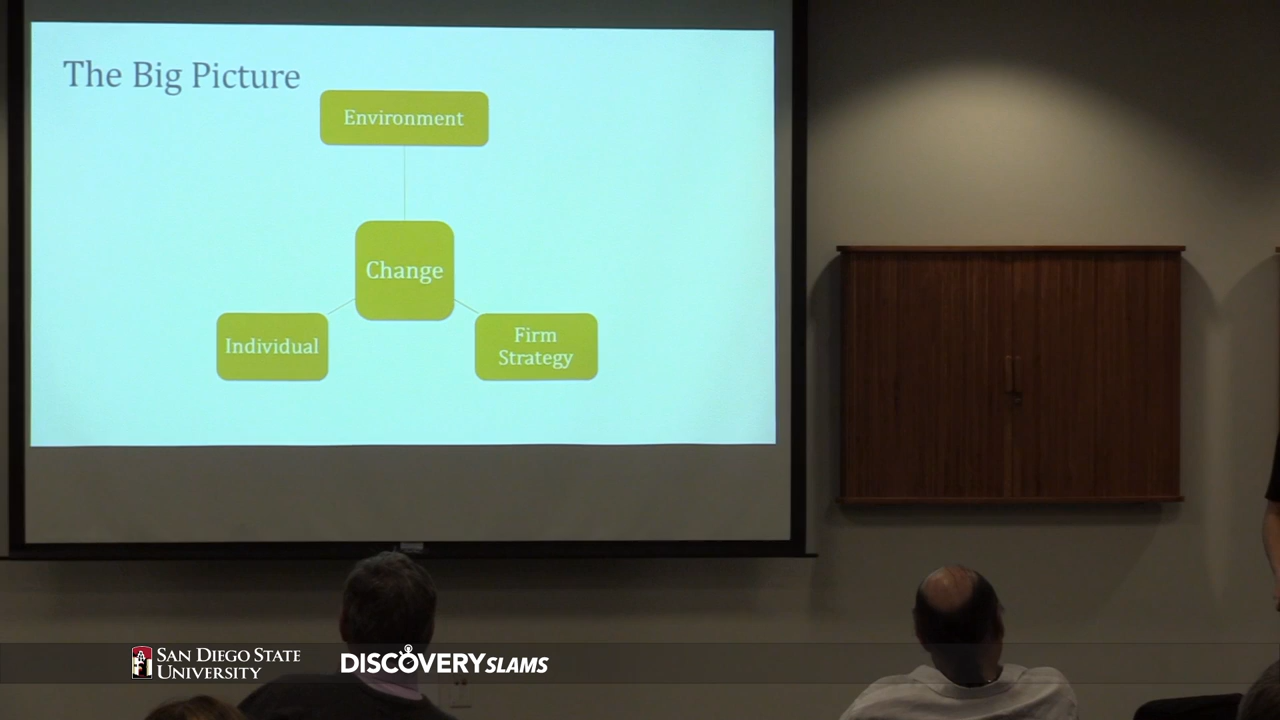 The Big Picture
Environment
Change
Individual
Firm
Strategy
SAN DIEGO STATE
UNIVERSITY
DISCOVERY SLAMS